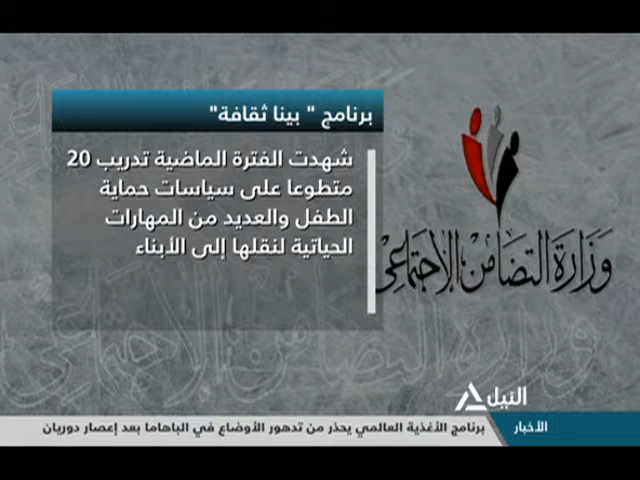 برنامج " بينا ثقافة"
شهدت الفترة الماضية تدريب 20
متطوعا على سياسات حماية
الطفل والعديد من المهارات
الحياتية لنقلها إلى الأبناء
وزارة التضامن الإجتماعى
النيل
الأخبار
برنامج الأغذية العالمي يحذر من تدهور الأوضاع في الباهاما بعد إعصار دوريان